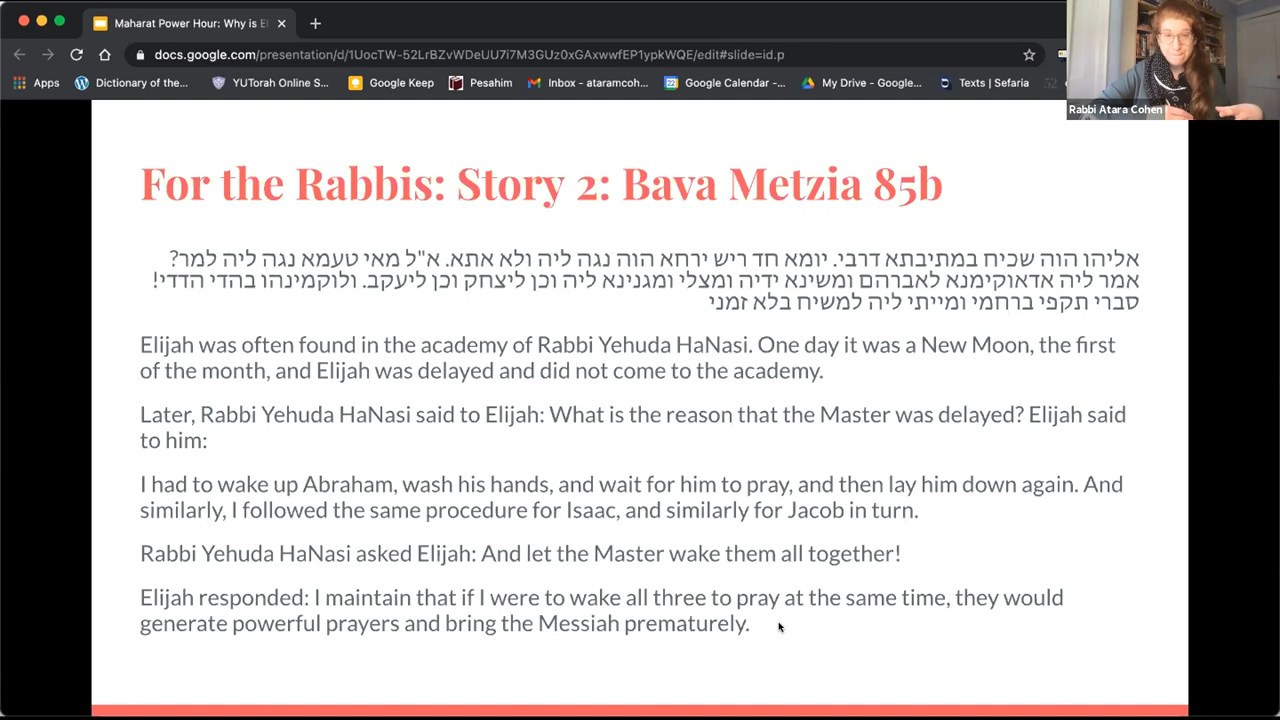 Maharat Power Hour: Why is El
docs.google.com/presentation/d/1UocTW-52LrBZvWDeUU7i7M3GUz0xGAxwwfEP1ypkWQE/edit#slide=id.p
Apps Dictionary of the... YUTorah Online S... Google Keep Pesahim Inbox - ataramcoh... Google Calendar -... My Drive - Google... Texts | Sefaria
Rabbi Atara Cohen
For the Rabbis: Story 2: Bava Metzia 85b
אליהו הוה שכיח במתיבתא דרבי. יומא חד ריש ירחא הוה נגה ליה ולא אתא. א"ל מאי טעמא נגה ליה למר?
אמר ליה אדאוקימנא לאברהם ומשינא ידיה ומצלי ומגנינא ליה וכן ליצחק וכן ליעקב. ולוקמינהו בהדי הדדי!
סברי תקפי ברחמי ומייתי ליה למשיח בלא זמני
Elijah was often found in the academy of Rabbi Yehuda HaNasi. One day it was a New Moon, the first
of the month, and Elijah was delayed and did not come to the academy.
Later, Rabbi Yehuda HaNasi said to Elijah: What is the reason that the Master was delayed? Elijah said
to him:
I had to wake up Abraham, wash his hands, and wait for him to pray, and then lay him down again. And
similarly, I followed the same procedure for Isaac, and similarly for Jacob in turn.
Rabbi Yehuda HaNasi asked Elijah: And let the Master wake them all together!
Elijah responded: I maintain that if I were to wake all three to pray at the same time, they would
generate powerful prayers and bring the Messiah prematurely.